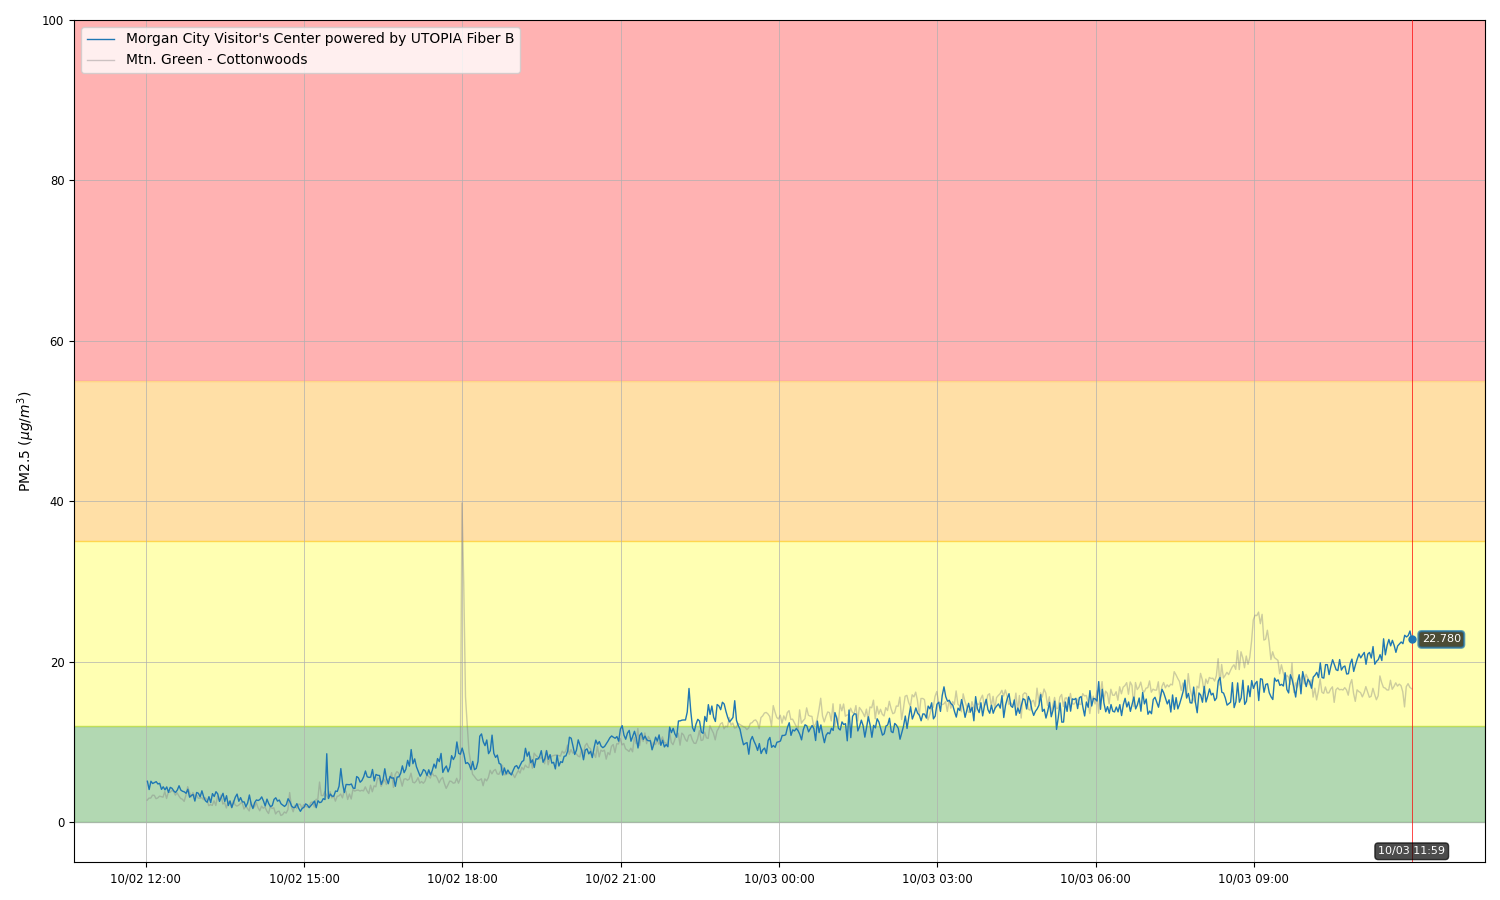 100
80
60
40
20
0
PM2.5 (μg/m³)
Morgan City Visitor's Center powered by UTOPIA Fiber B
Mtn. Green - Cottonwoods
22.780
10/03 11:59
10/02 12:00 10/02 15:00 10/02 18:00 10/02 21:00 10/03 00:00 10/03 03:00 10/03 06:00 10/03 09:00